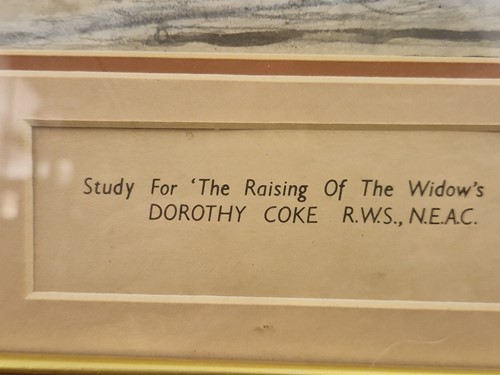 Study For 'The Raising Of The Widow's
DOROTHY COKE R.W.S., N.E.A.C.